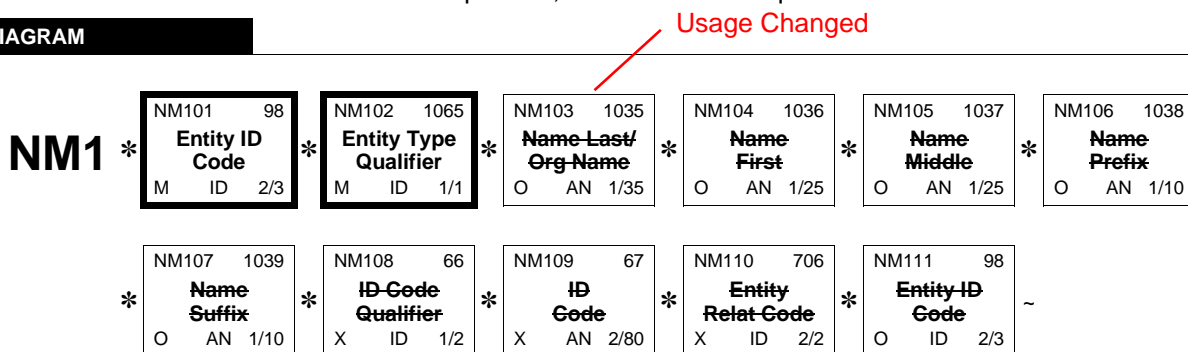 Usage Changed
IAGRAM
NM1 * NM101 98 Entity ID Code M ID 2/3 * NM102 1065 Entity Type Qualifier M ID 1/1 * NM103 1035 Name Last/ Org Name O AN 1/35 * NM104 1036 Name First O AN 1/25 * NM105 1037 Name Middle O AN 1/25 * NM106 1038 Name Prefix O AN 1/10
* NM107 1039 Name Suffix O AN 1/10 * NM108 66 ID Code Qualifier X ID 1/2 * NM109 67 ID Code X AN 2/80 * NM110 706 Entity Relat Code X ID 2/2 * NM111 98 Entity ID Code O ID 2/3 ~